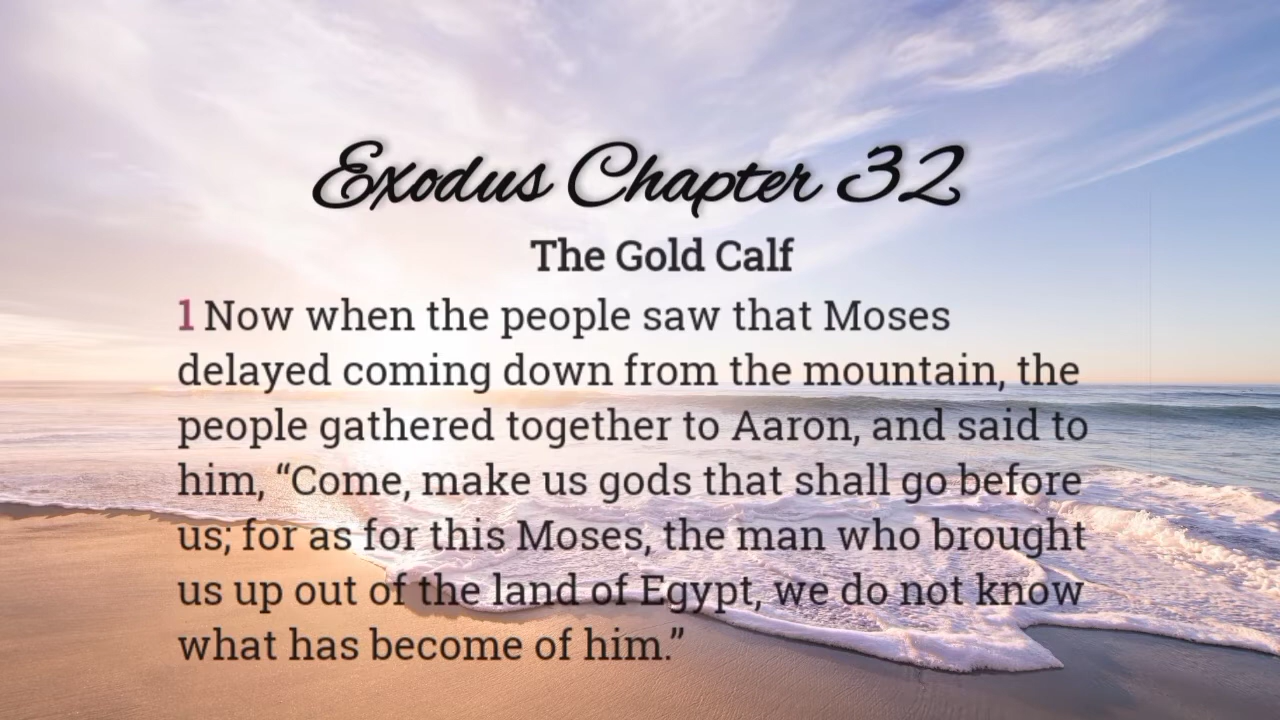 Exodus Chapter 32
The Gold Calf
1 Now when the people saw that Moses
delayed coming down from the mountain, the
people gathered together to Aaron, and said to
him, “Come, make us gods that shall go before
us; for as for this Moses, the man who brought
us up out of the land of Egypt, we do not know
what has become of him.”